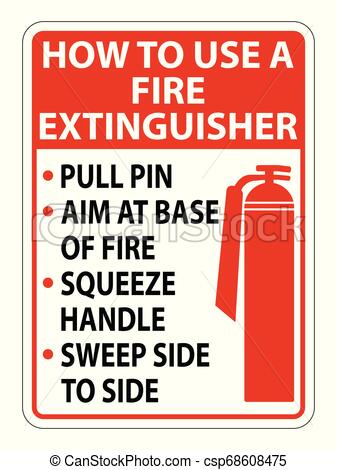 HOW TO USE A
FIRE
EXTINGUISHER
• PULL PIN
• AIM AT BASE
OF FIRE
• SQUEEZE
HANDLE
• SWEEP SIDE
TO SIDE
© CanStockPhoto.com
© Can Stock Photo - csp68608475